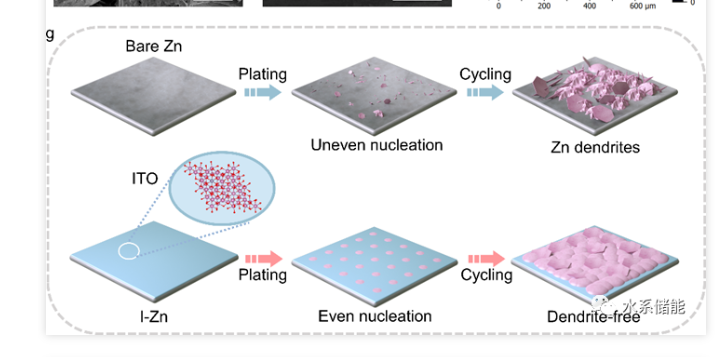 0 200 400 600 μm 0
g
Bare Zn
Plating
Cycling
Uneven nucleation
Zn dendrites
ITO
Plating
Cycling
I-Zn
Even nucleation
Dendrite-free
水系储能